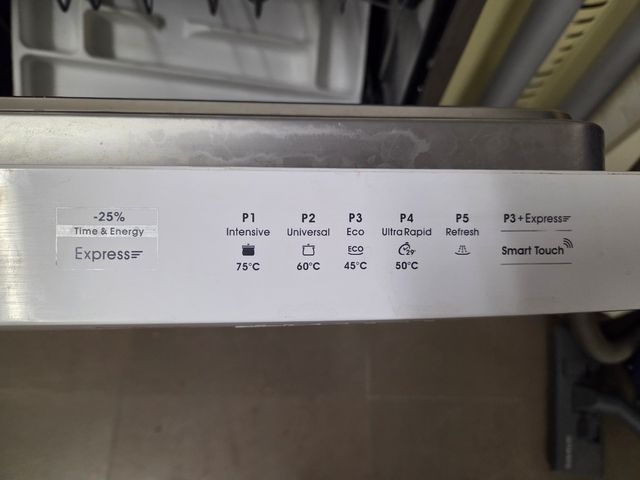 -25%
Time & Energy
Express
P1 P2 P3 P4 P5 P3+Express
Intensive Universal Eco Ultra Rapid Refresh
ECO 29' Smart Touch
75°C 60°C 45°C 50°C